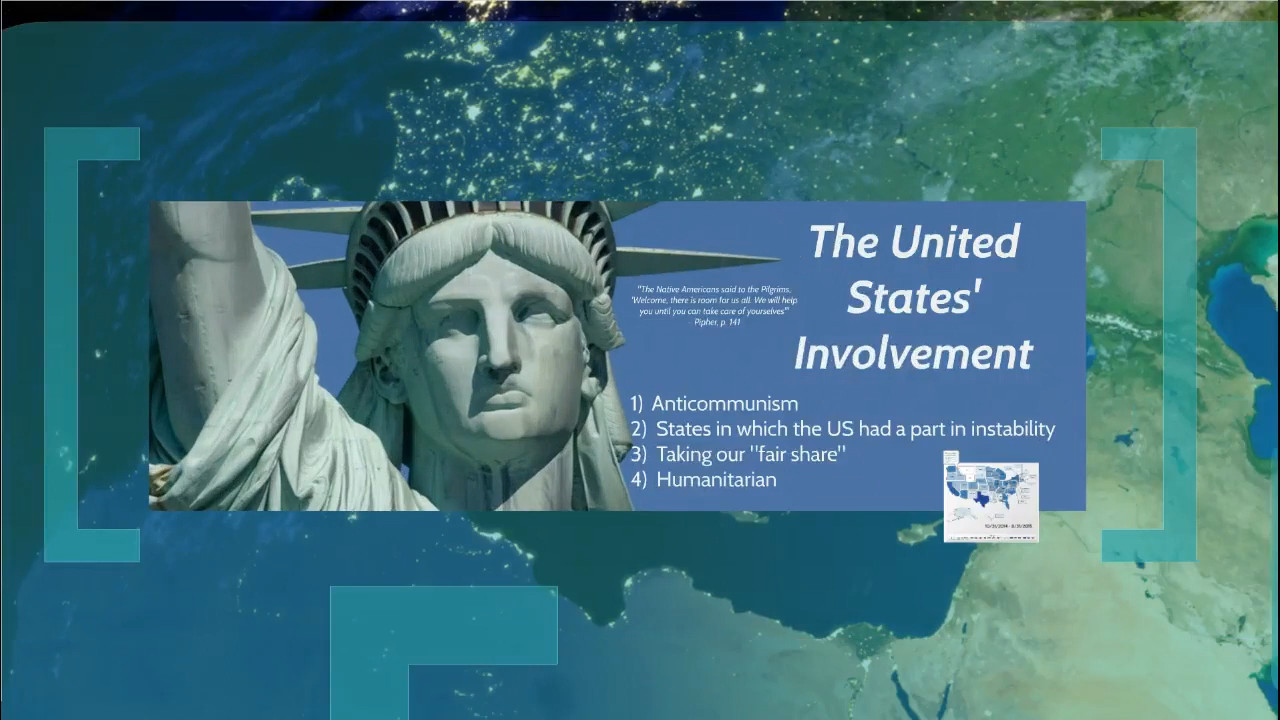 The United
States'
Involvement
"The Native Americans said to the Pilgrims,
'Welcome, there is room for us all. We will help
you until you can take care of yourselves'"
Pipher, p. 141
1) Anticommunism
2) States in which the US had a part in instability
3) Taking our "fair share"
4) Humanitarian